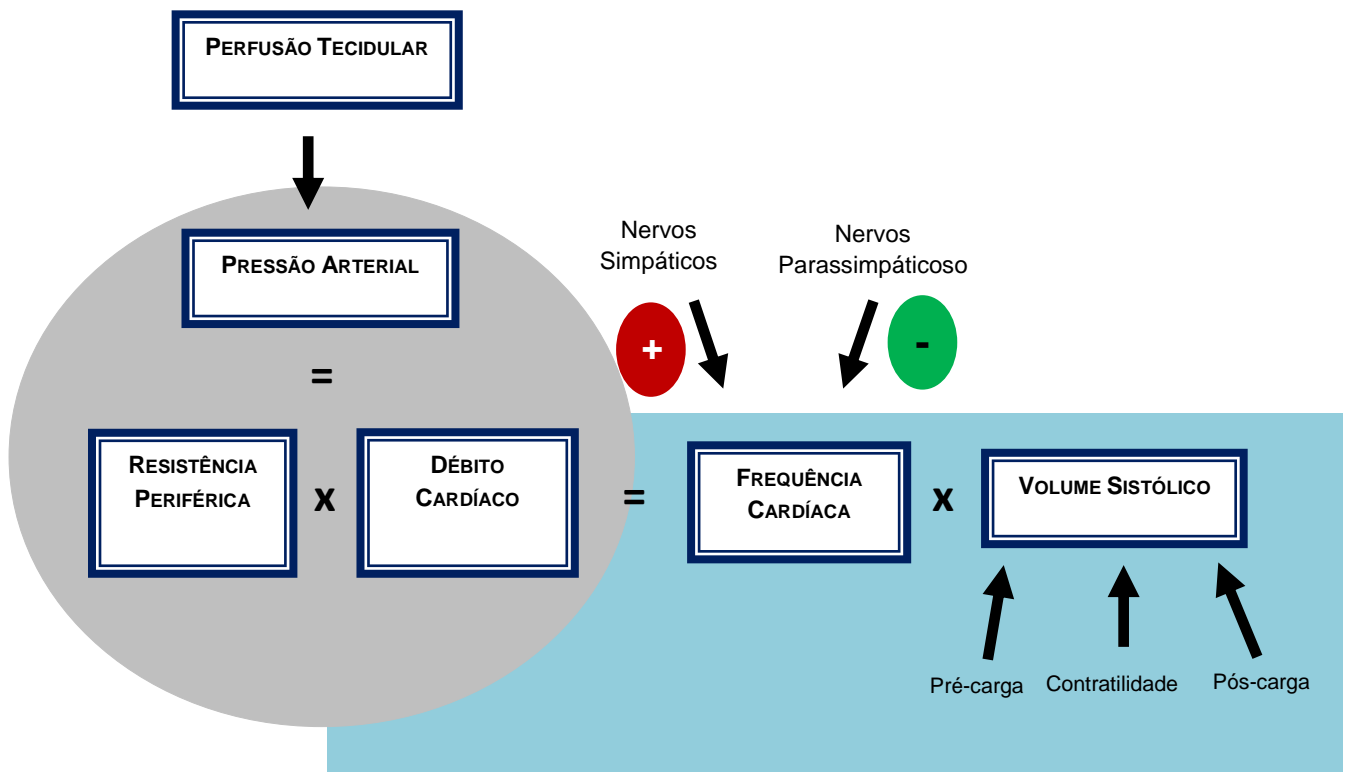 PERFUSÃO TECIDULAR
PRESSÃO ARTERIAL
Nervos
Simpáticos
Nervos
Parassimpáticoso
+
-
=
RESISTÊNCIA
PERIFÉRICA
x
DÉBITO
CARDÍACO
=
FREQUÊNCIA
CARDÍACA
x
VOLUME SISTÓLICO
Pré-carga
Contratilidade
Pós-carga